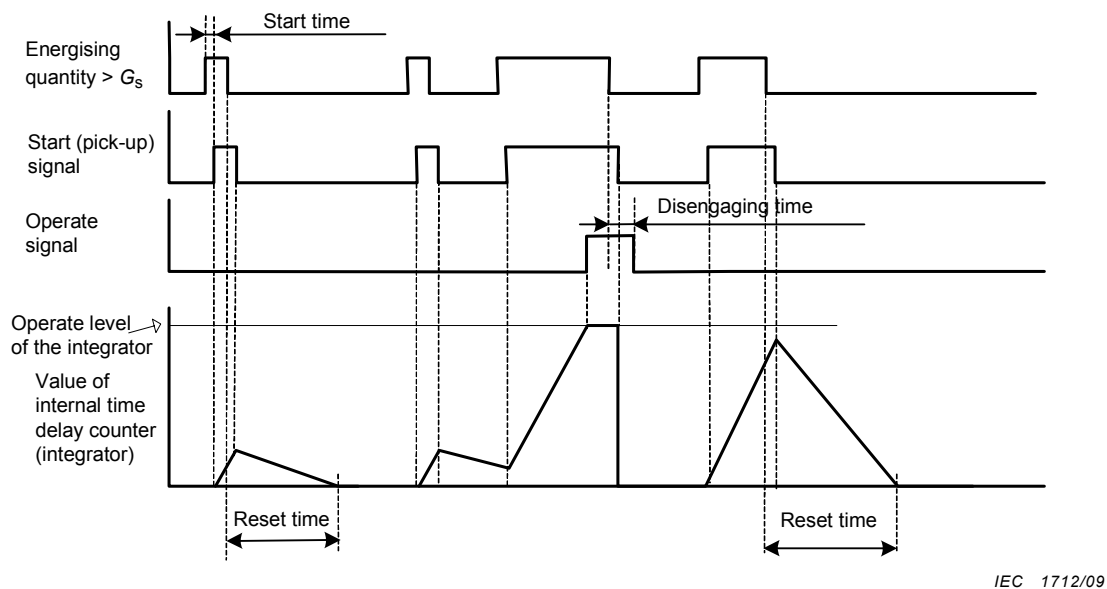 Start time
Energising
quantity > Gs
Start (pick-up)
signal
Operate
signal
Disengaging time
Operate level
of the integrator
Value of
internal time
delay counter
(integrator)
Reset time
Reset time
IEC 1712/09